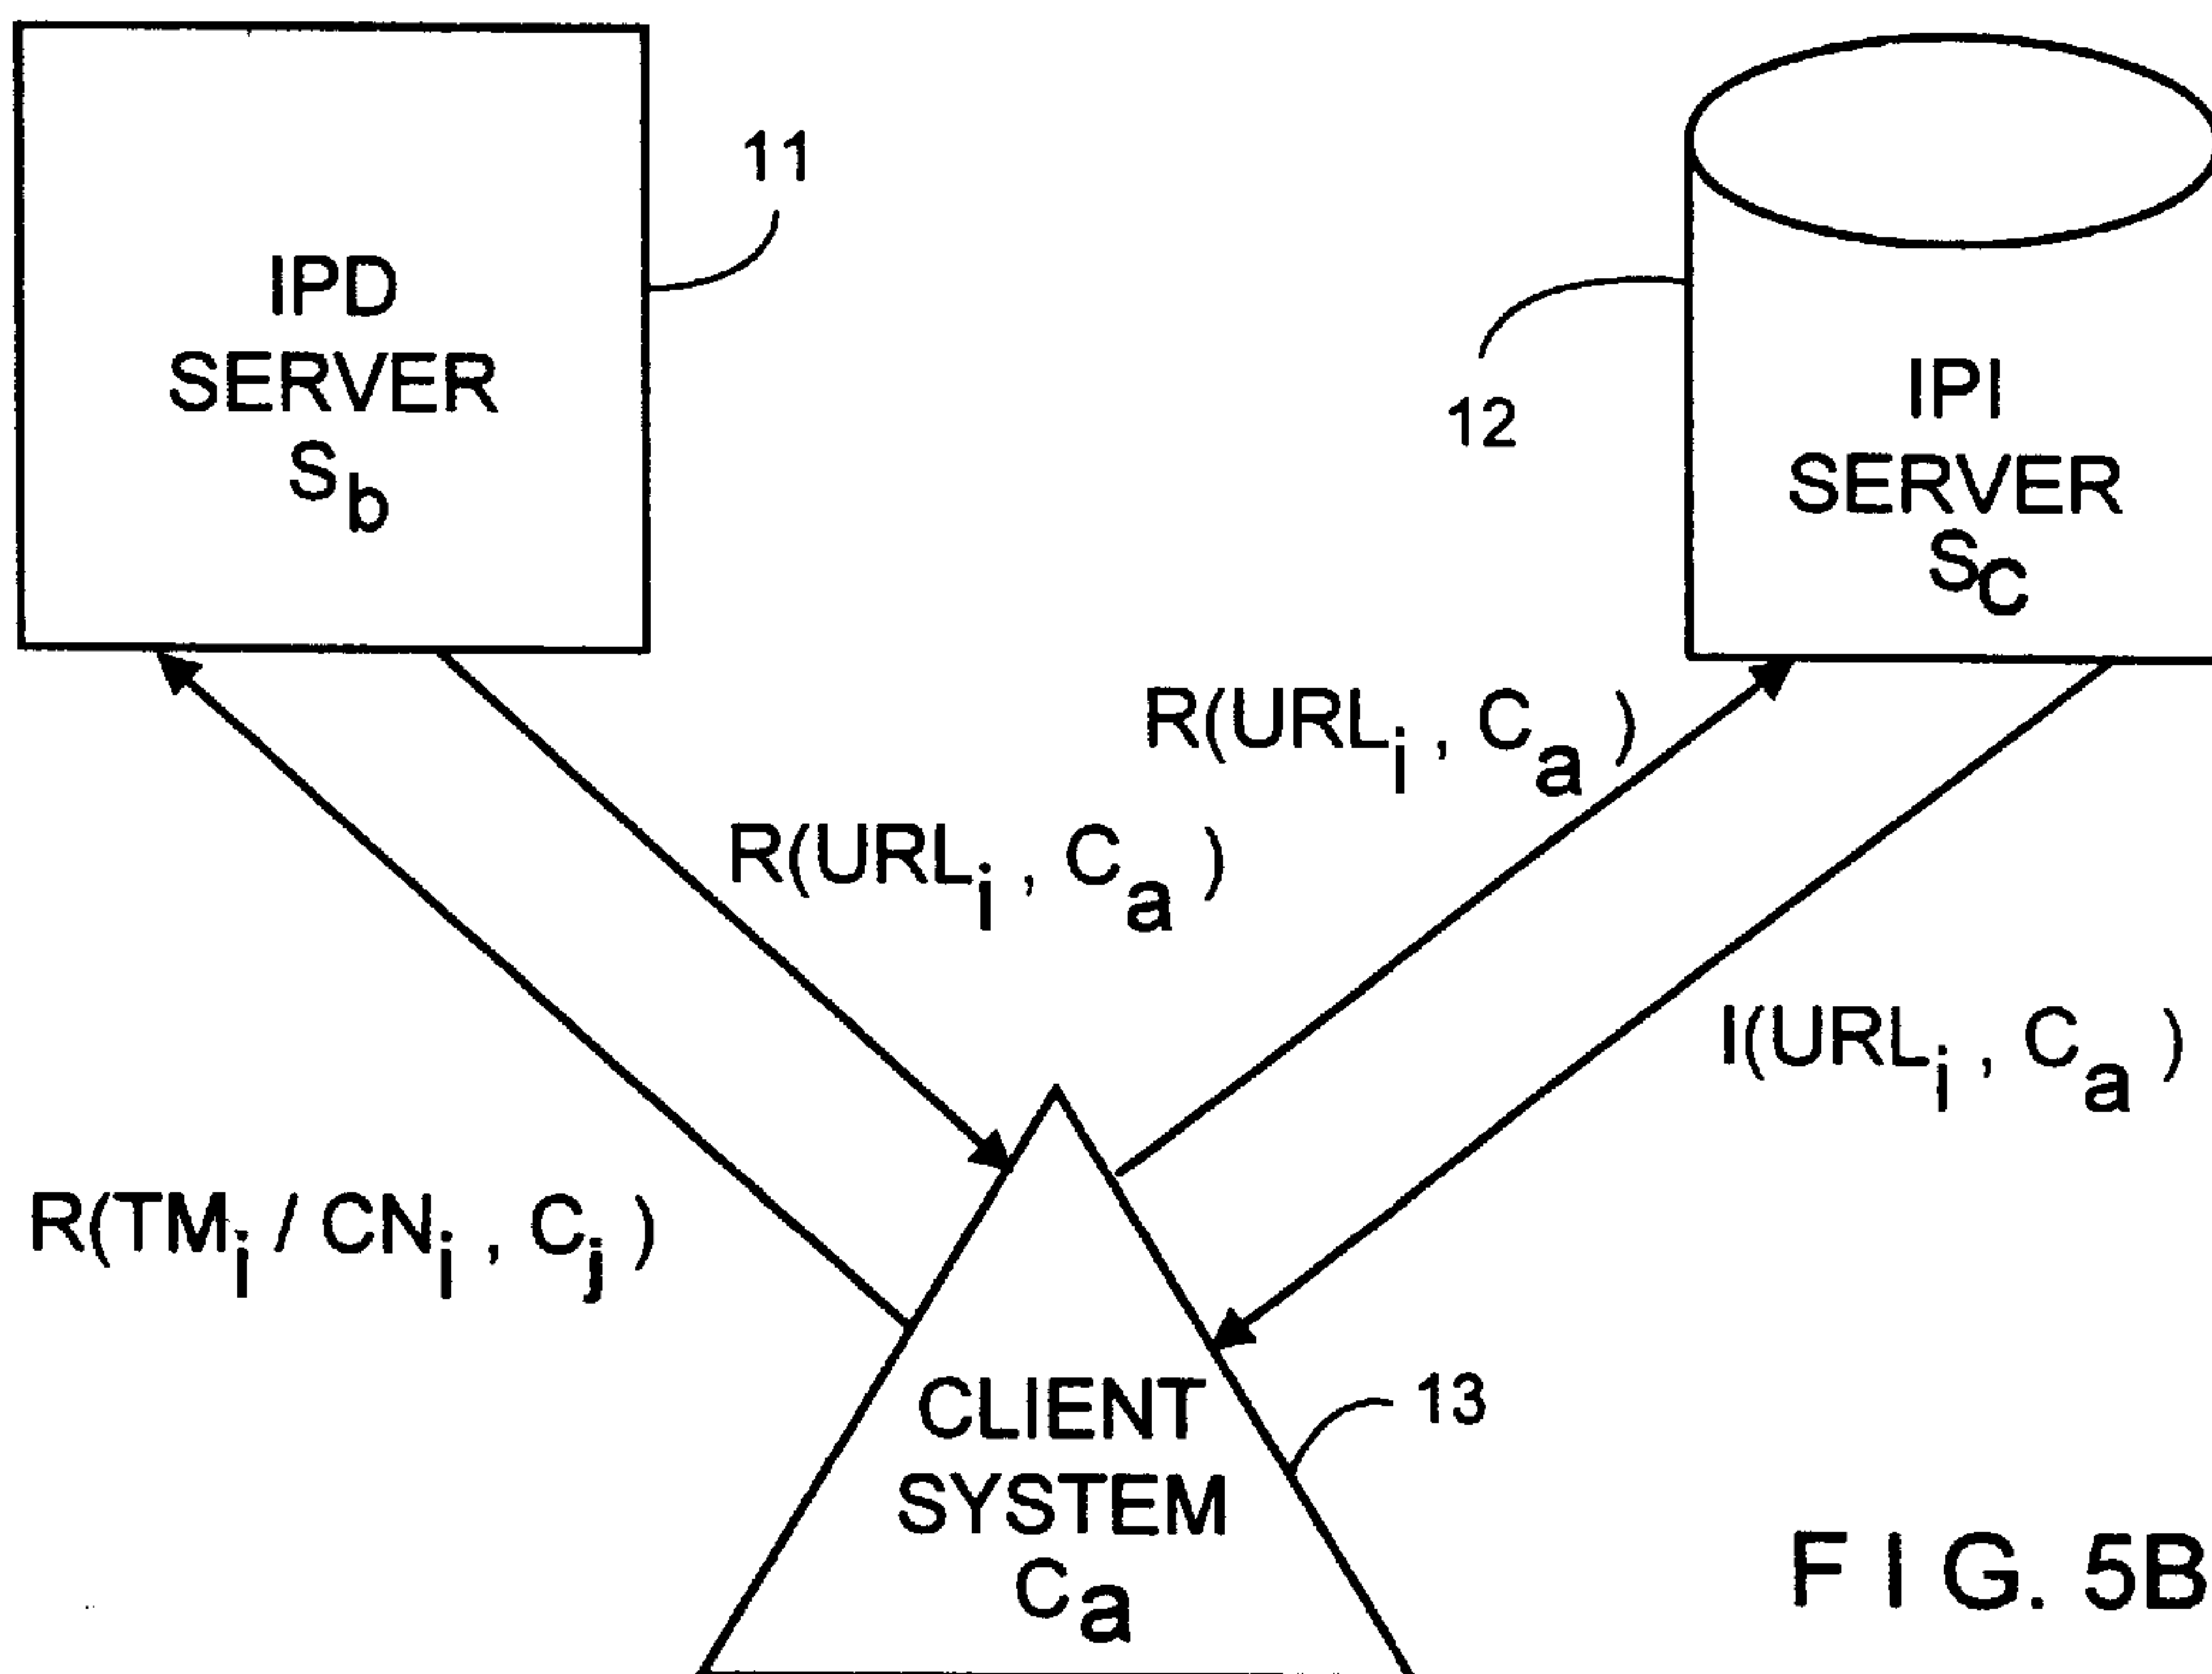 11
IPD
SERVER
Sb
12
IPI
SERVER
SC
R(URLi, Ca)
R(URLi, Ca)
I(URLi, Ca)
R(TMi / CNi, Cj)
CLIENT
SYSTEM
Ca
13
FIG. 5B